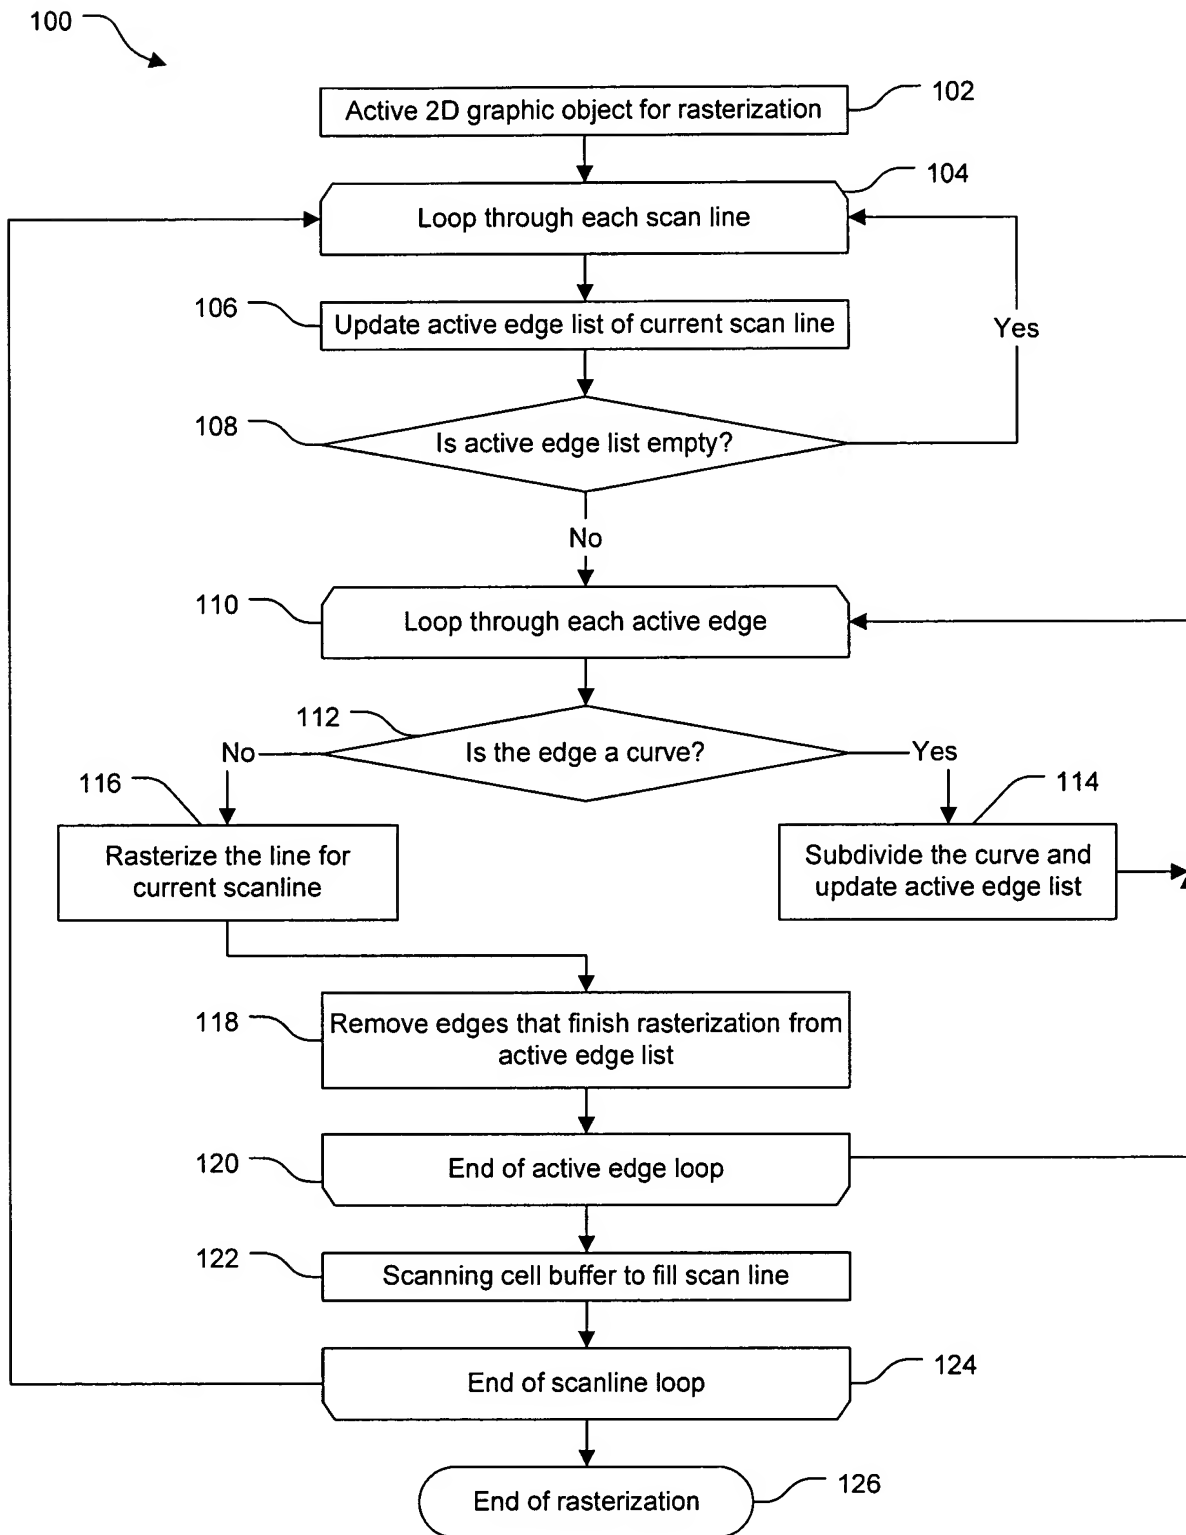 100
102
Active 2D graphic object for rasterization
104
Loop through each scan line
106
Update active edge list of current scan line
Yes
108
Is active edge list empty?
No
110
Loop through each active edge
112
Is the edge a curve?
No
Yes
116
114
Rasterize the line for
current scanline
Subdivide the curve and
update active edge list
118
Remove edges that finish rasterization from
active edge list
120
End of active edge loop
122
Scanning cell buffer to fill scan line
124
End of scanline loop
126
End of rasterization